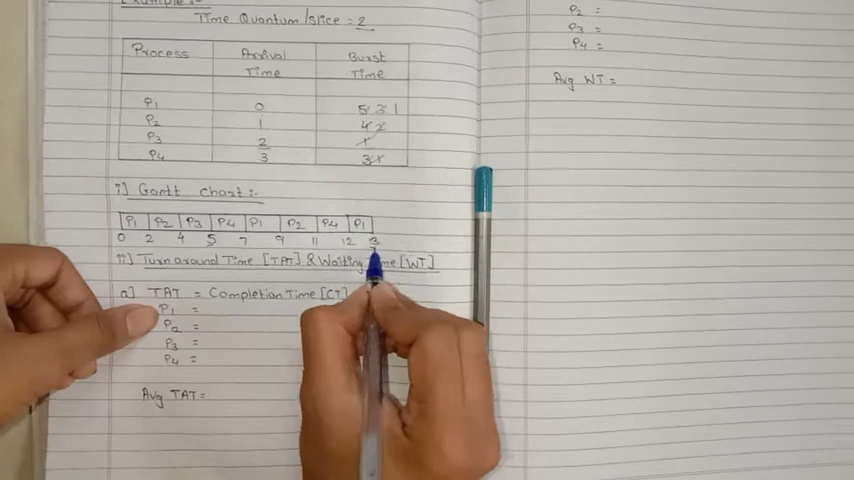 Example:-
Time Quantum/slice = 2
Process Arrival Time Burst Time
P1 0 5 3 1
P2 1 4 2
P3 2 1
P4 3 3 1
i) Gantt chart:-
P1 P2 P3 P4 P1 P2 P4 P1
0 2 4 5 7 9 11 12 13
ii) Turnaround Time [TAT] & Waiting Time [WT]
a] TAT = Completion Time [CT]
P1 =
P2 =
P3 =
P4 =
Avg TAT=
P2 =
P3 =
P4 =
Avg WT =